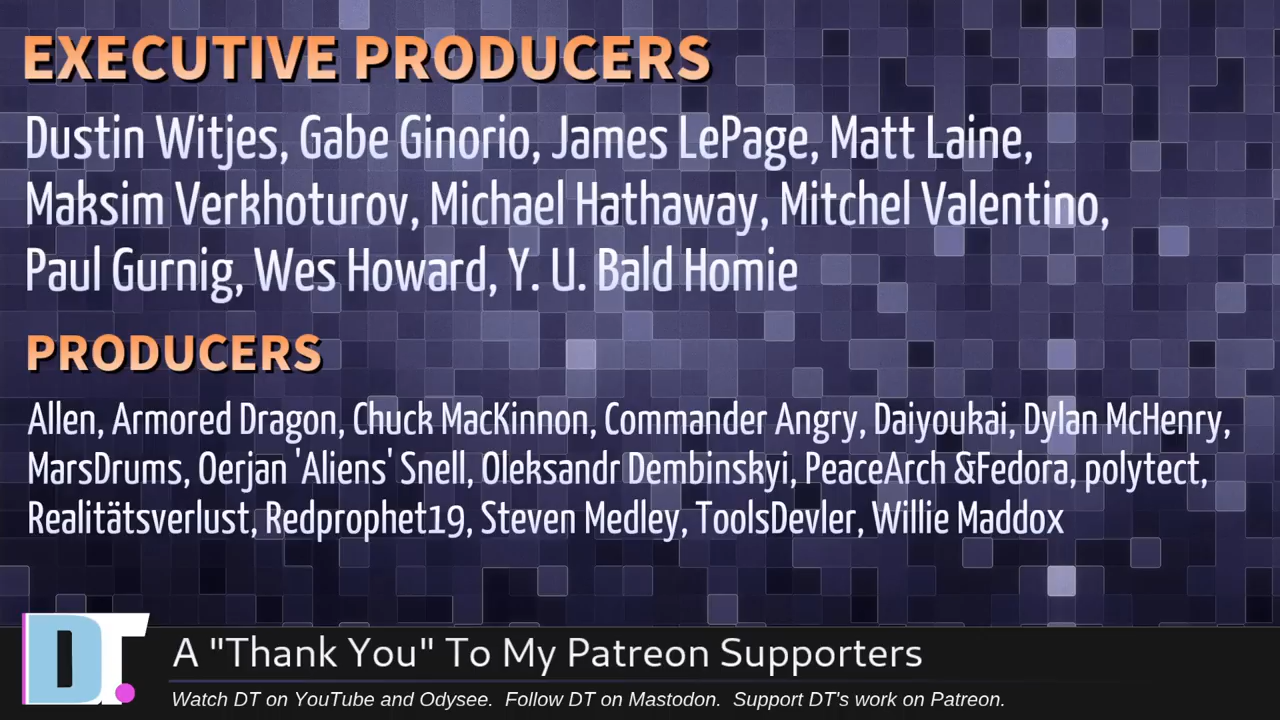 EXECUTIVE PRODUCERS
Dustin Witjes, Gabe Ginorio, James LePage, Matt Laine,
Maksim Verkhoturov, Michael Hathaway, Mitchel Valentino,
Paul Gurnig, Wes Howard, Y. U. Bald Homie
PRODUCERS
Allen, Armored Dragon, Chuck MacKinnon, Commander Angry, Daiyoukai, Dylan McHenry,
MarsDrums, Oerjan 'Aliens' Snell, Oleksandr Dembinskyi, PeaceArch &Fedora, polytect,
Realitätsverlust, Redprophet19, Steven Medley, ToolsDevler, Willie Maddox
DT.
A "Thank You" To My Patreon Supporters
Watch DT on YouTube and Odysee. Follow DT on Mastodon. Support DT's work on Patreon.